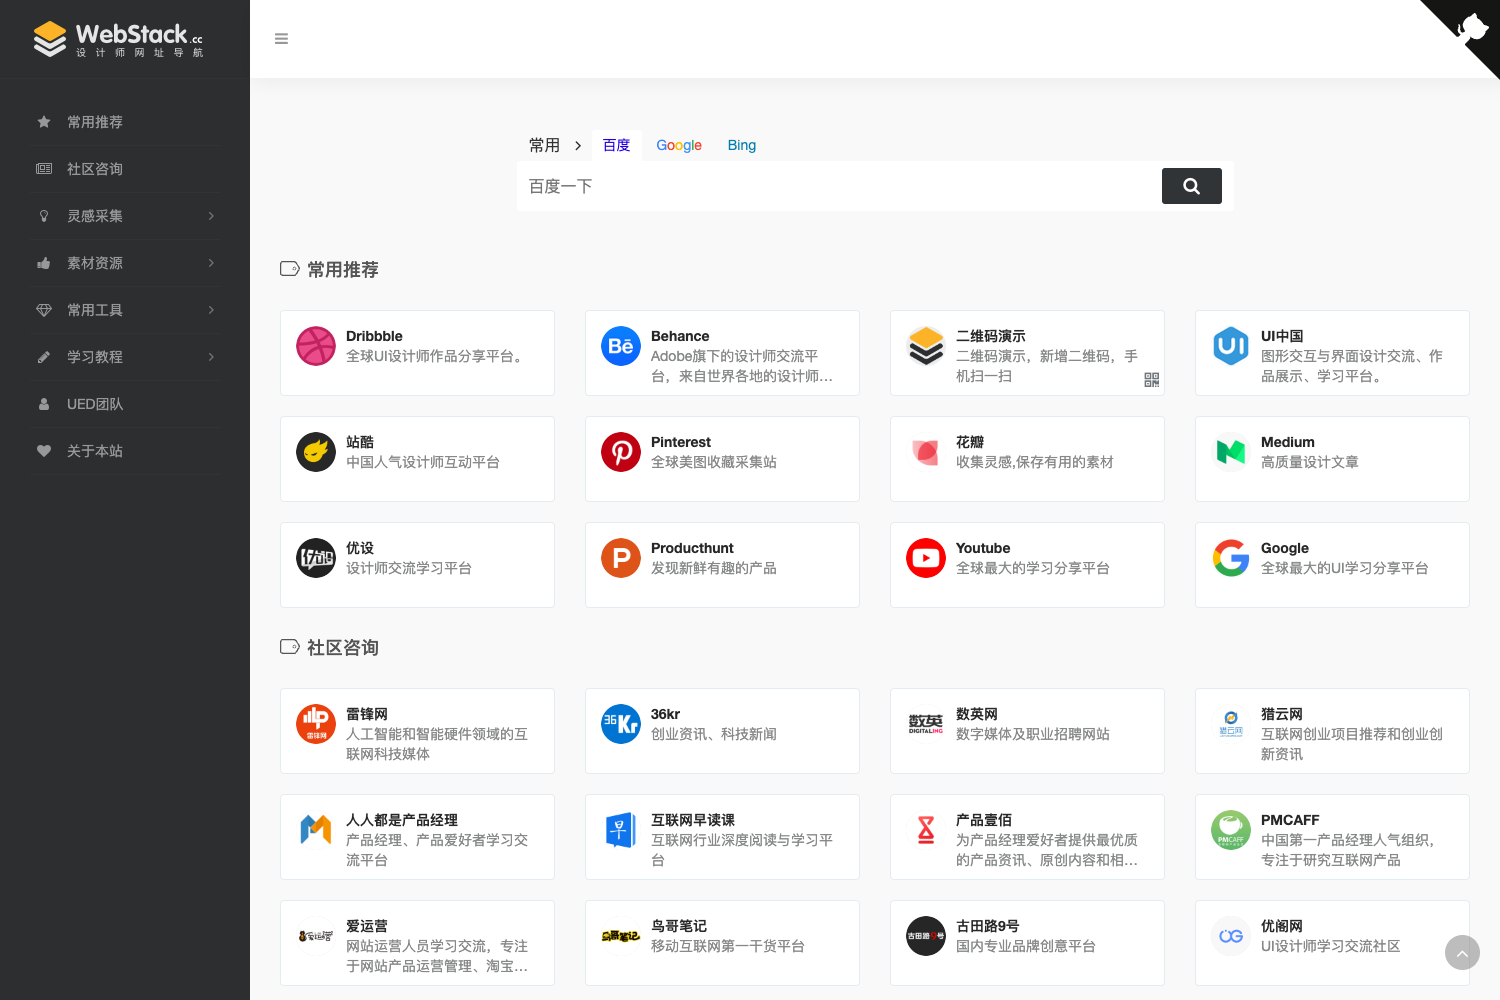 WebStack.cc
设计师网址导航
常用推荐
社区咨询
灵感采集
素材资源
常用工具
学习教程
UED团队
关于本站
常用 百度 Google Bing
百度一下
常用推荐
Dribbble
全球UI设计师作品分享平台。
Behance
Adobe旗下的设计师交流平
台，来自世界各地的设计师…
二维码演示
二维码演示，新增二维码，手
机扫一扫
UI中国
图形交互与界面设计交流、作
品展示、学习平台。
站酷
中国人气设计师互动平台
Pinterest
全球美图收藏采集站
花瓣
收集灵感,保存有用的素材
Medium
高质量设计文章
优设
设计师交流学习平台
Producthunt
发现新鲜有趣的产品
Youtube
全球最大的学习分享平台
Google
全球最大的UI学习分享平台
社区咨询
雷锋网
雷锋网
人工智能和智能硬件领域的互
联网科技媒体
36Kr
36kr
创业资讯、科技新闻
数英
DIGITALING
数英网
数字媒体及职业招聘网站
猎云网
猎云网
互联网创业项目推荐和创业创
新资讯
人人都是产品经理
产品经理、产品爱好者学习交
流平台
早
互联网早读课
互联网行业深度阅读与学习平
台
产品壹佰
为产品经理爱好者提供最优质
的产品资讯、原创内容和相…
PMCAFF
PMCAFF
中国第一产品经理人气组织，
专注于研究互联网产品
爱运营
爱运营
网站运营人员学习交流，专注
于网站产品运营管理、淘宝…
鸟哥笔记
鸟哥笔记
移动互联网第一干货平台
古田路9号
古田路9号
国内专业品牌创意平台
优阁网
UI设计师学习交流社区